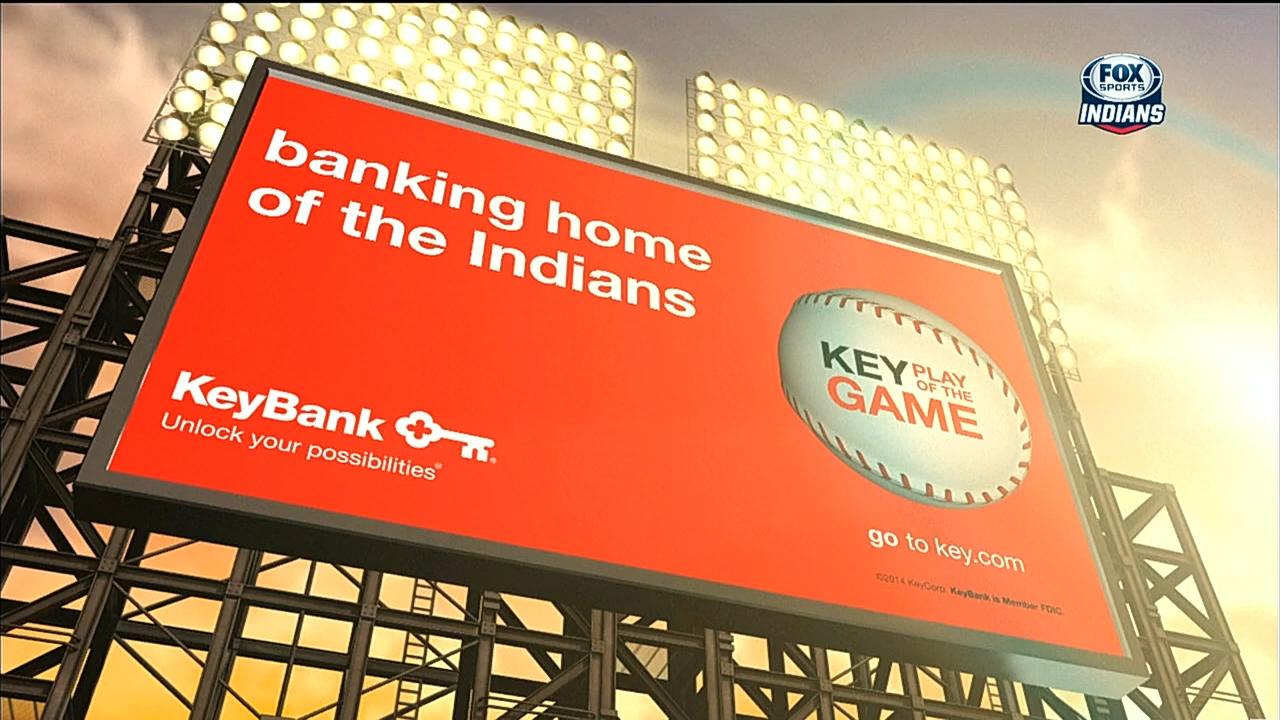 FOX
SPORTS
INDIANS
banking home
of the Indians
KEY PLAY
OF THE
GAME
KeyBank
Unlock your possibilities®
go to key.com
©2014 KeyCorp. KeyBank is Member FDIC.